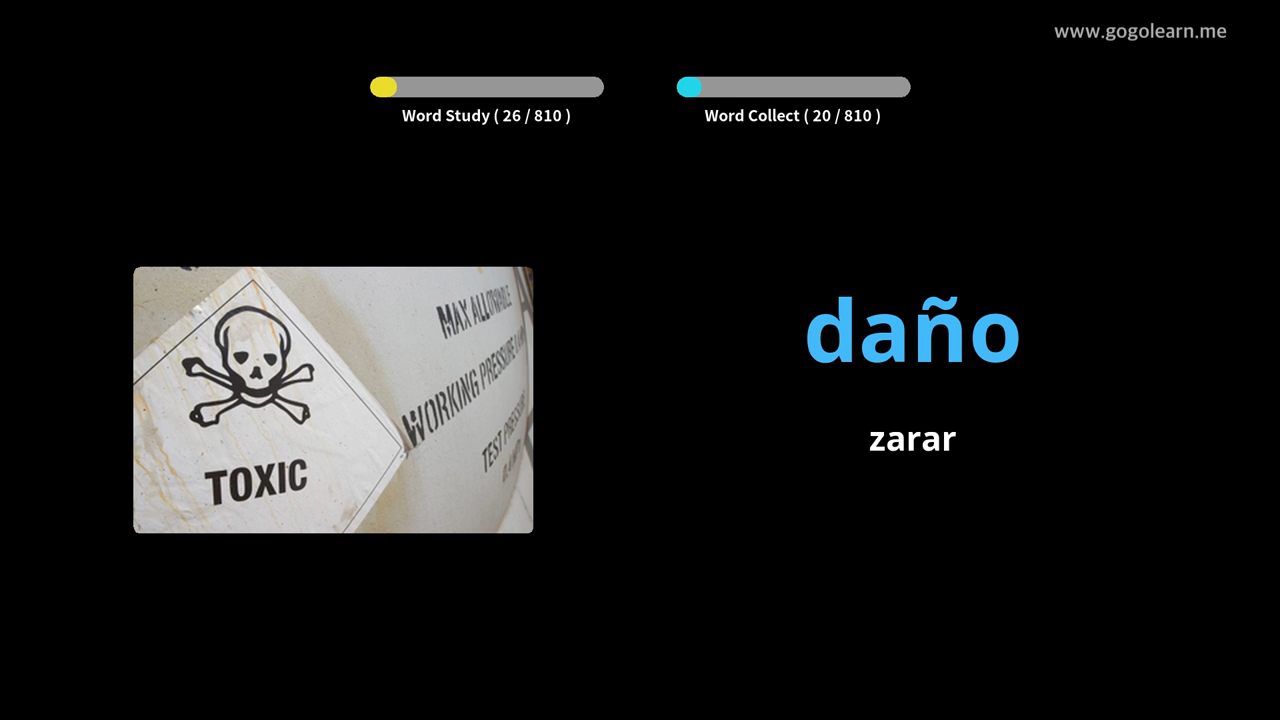 www.gogolearn.me
Word Study ( 26 / 810 )
Word Collect ( 20 / 810 )
TOXIC
MAX ALLOWABLE
WORKING PRESSURE
TEST PRESSURE
daño
zarar